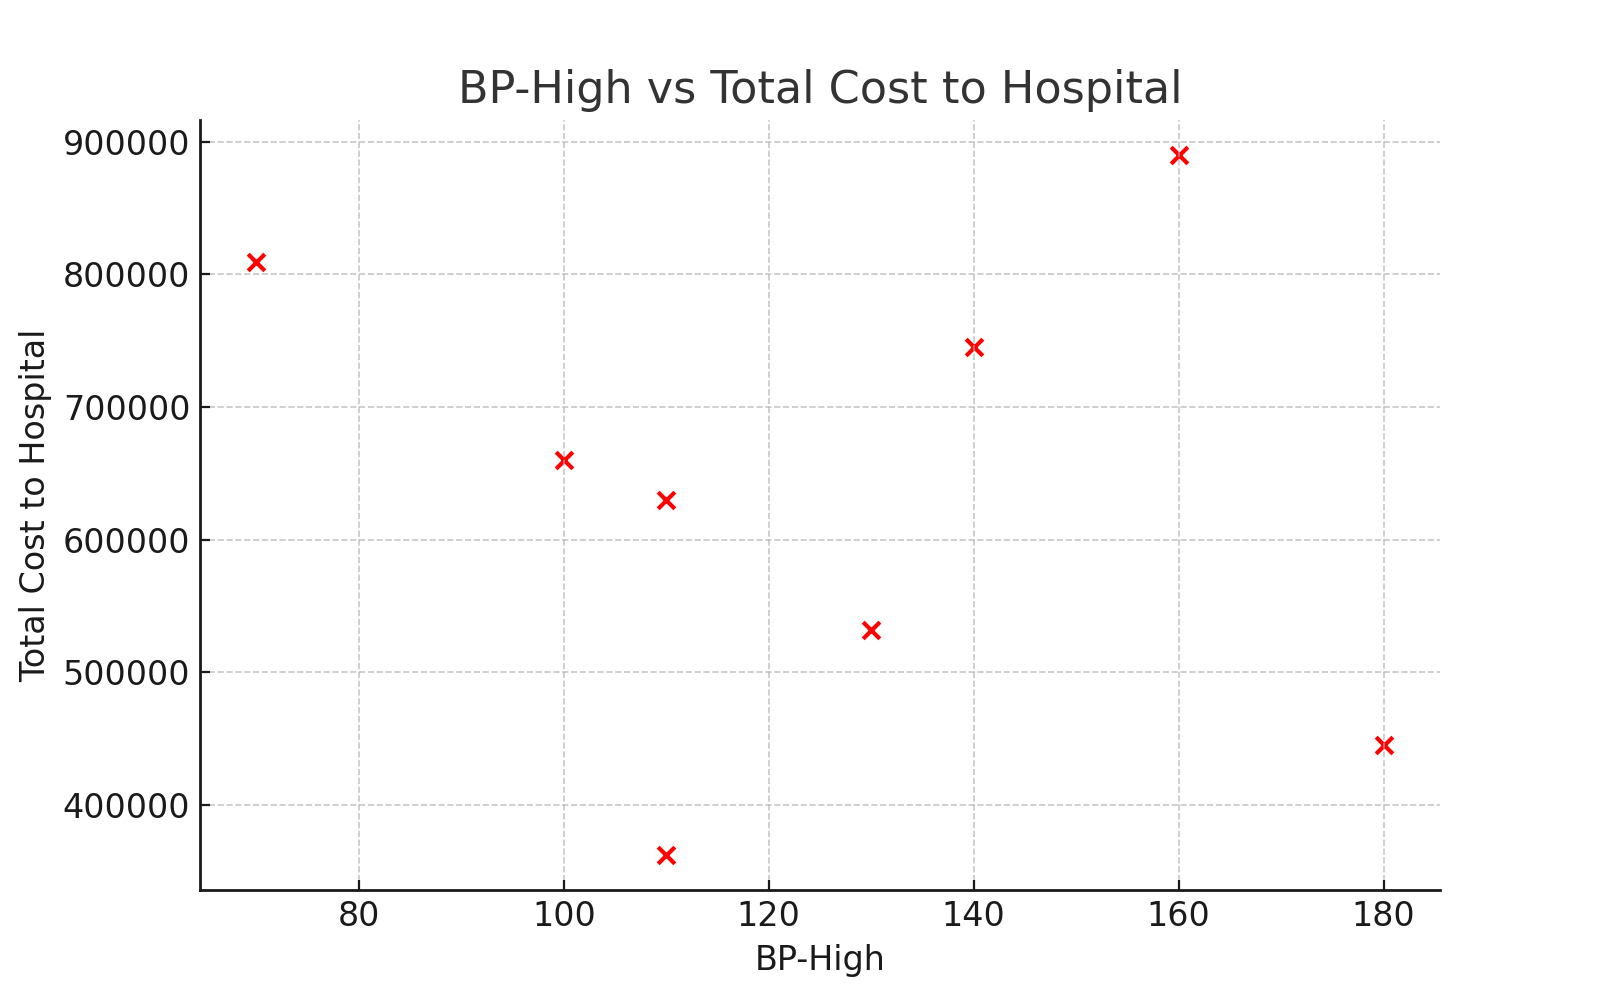 BP-High vs Total Cost to Hospital
900000
800000
700000
600000
500000
400000
Total Cost to Hospital
80 100 120 140 160 180
BP-High